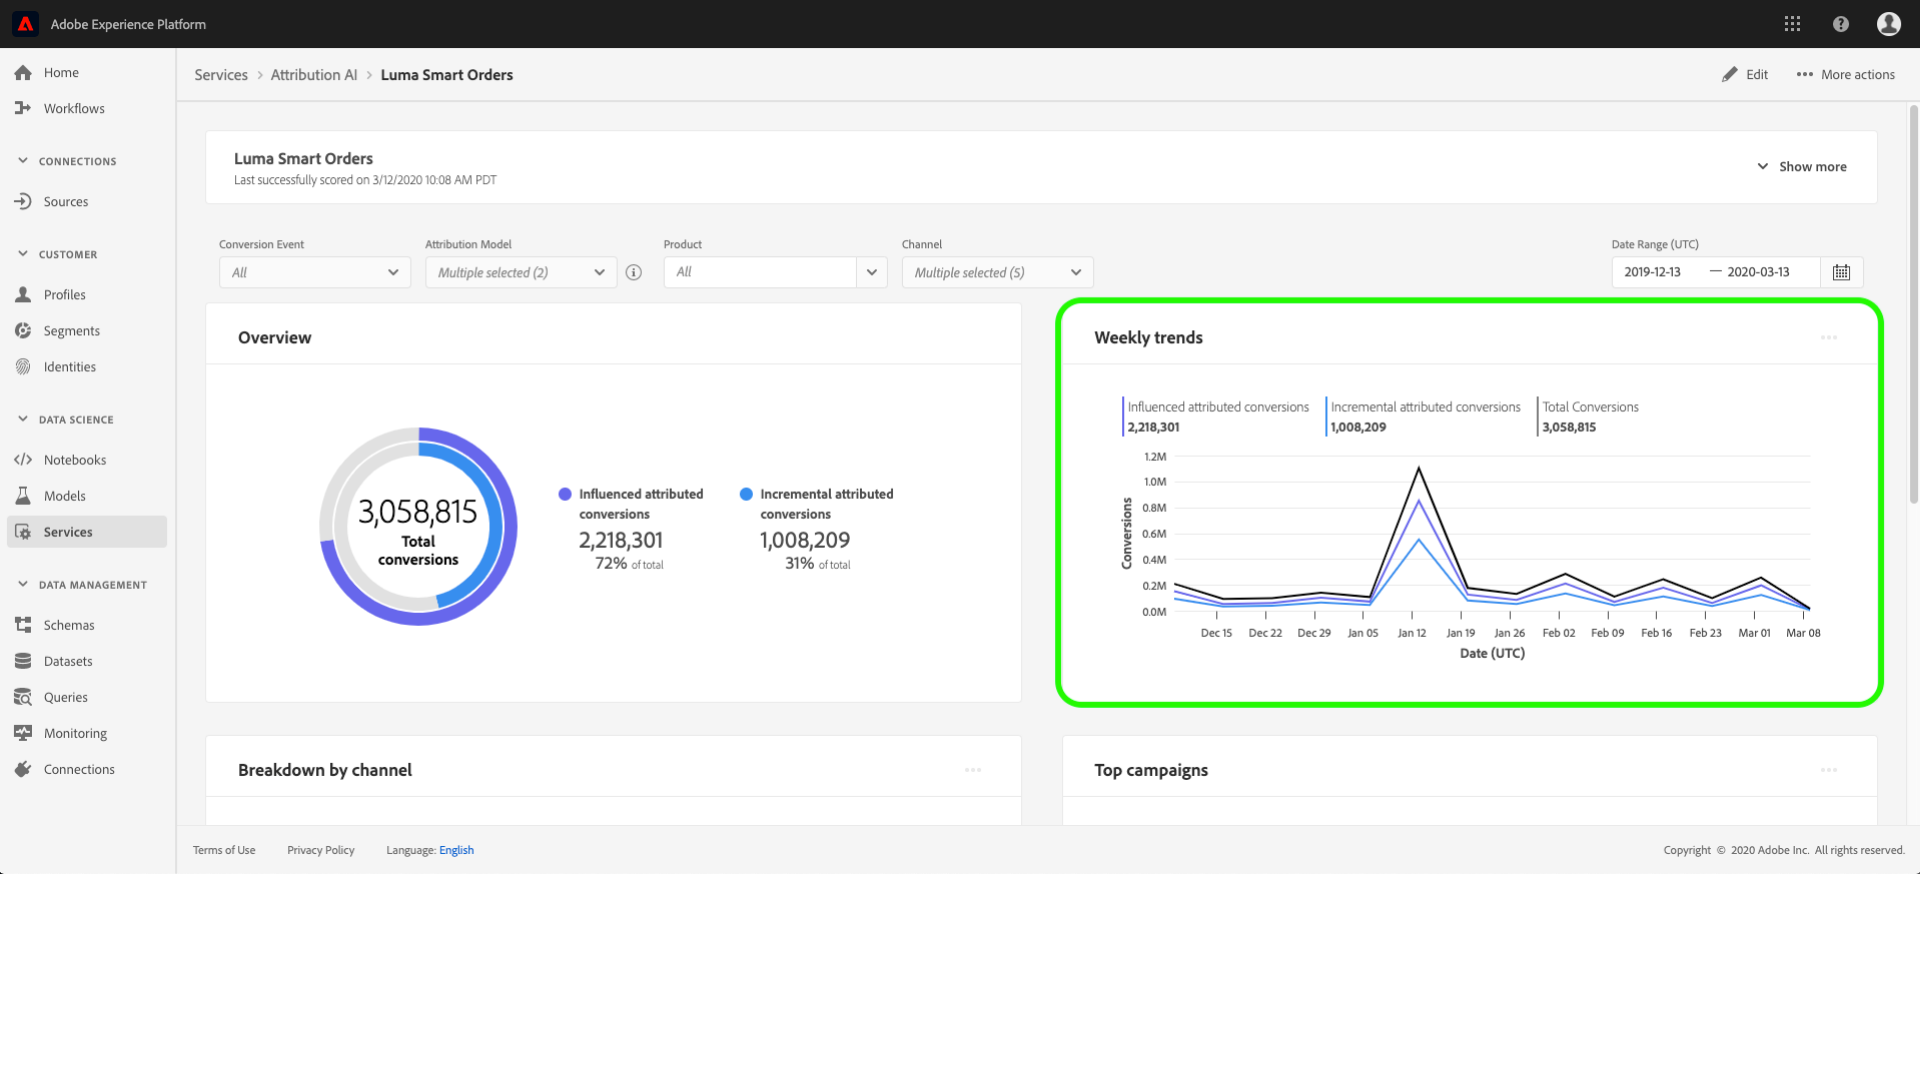 Adobe Experience Platform
Home
Workflows
CONNECTIONS
Sources
CUSTOMER
Profiles
Segments
Identities
DATA SCIENCE
Notebooks
Models
Services
DATA MANAGEMENT
Schemas
Datasets
Queries
Monitoring
Connections
Services > Attribution AI > Luma Smart Orders
Edit
More actions
Luma Smart Orders
Last successfully scored on 3/12/2020 10:08 AM PDT
Show more
Conversion Event
All
Attribution Model
Multiple selected (2)
Product
All
Channel
Multiple selected (5)
Date Range (UTC)
2019-12-13 — 2020-03-13
Overview
3,058,815
Total
conversions
Influenced attributed
conversions
2,218,301
72% of total
Incremental attributed
conversions
1,008,209
31% of total
Weekly trends
Influenced attributed conversions
2,218,301
Incremental attributed conversions
1,008,209
Total Conversions
3,058,815
Conversions
1.2M
1.0M
0.8M
0.6M
0.4M
0.2M
0.0M
Dec 15 Dec 22 Dec 29 Jan 05 Jan 12 Jan 19 Jan 26 Feb 02 Feb 09 Feb 16 Feb 23 Mar 01 Mar 08
Date (UTC)
Breakdown by channel
Top campaigns
Terms of Use
Privacy Policy
Language: English
Copyright © 2020 Adobe Inc. All rights reserved.